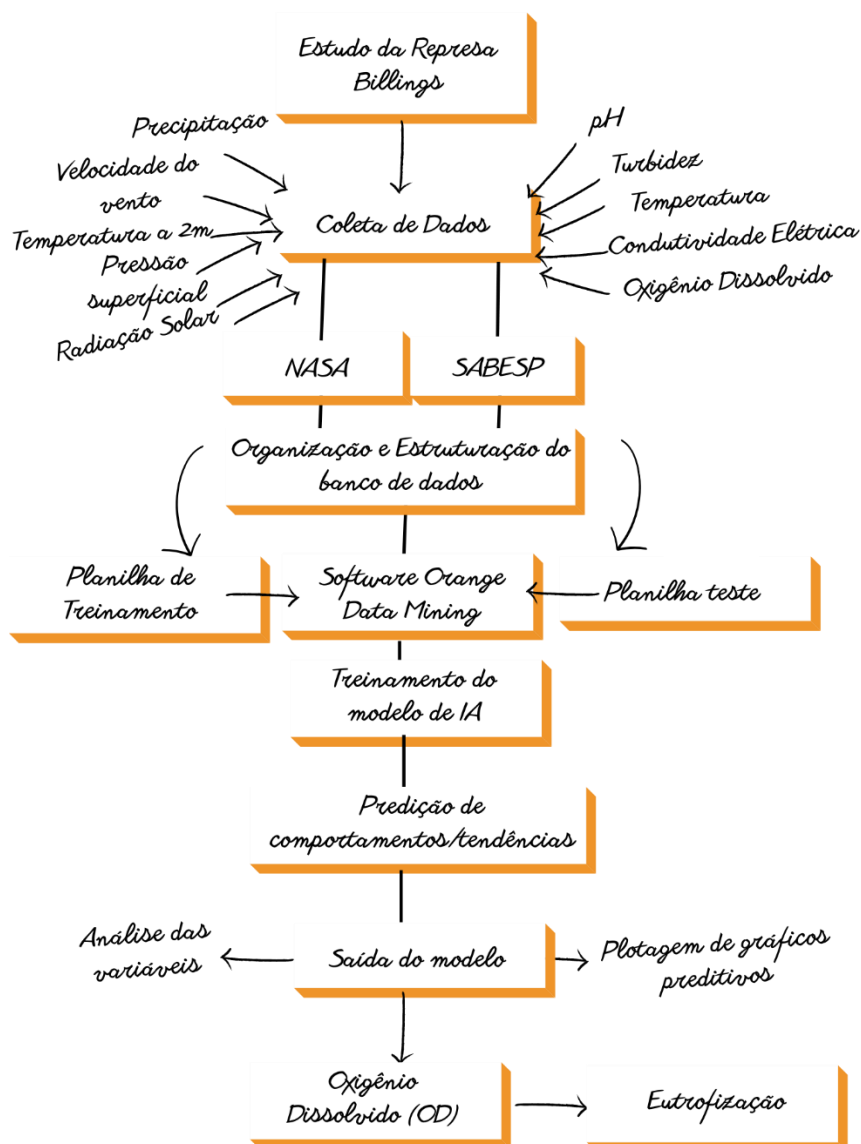 Estudo da Represa
Billings
Precipitação
Velocidade do
vento
Temperatura a 2m
Pressão
superficial
Radiação Solar
Coleta de Dados
pH
Turbidez
Temperatura
Condutividade Elétrica
Oxigênio Dissolvido
NASA
SABESP
Organização e Estruturação do
banco de dados
Planilha de
Treinamento
Software Orange
Data Mining
Planilha teste
Treinamento do
modelo de IA
Predição de
comportamentos/tendências
Análise das
variáveis
Saída do modelo
Plotagem de gráficos
preditivos
Oxigênio
Dissolvido (OD)
Eutrofização